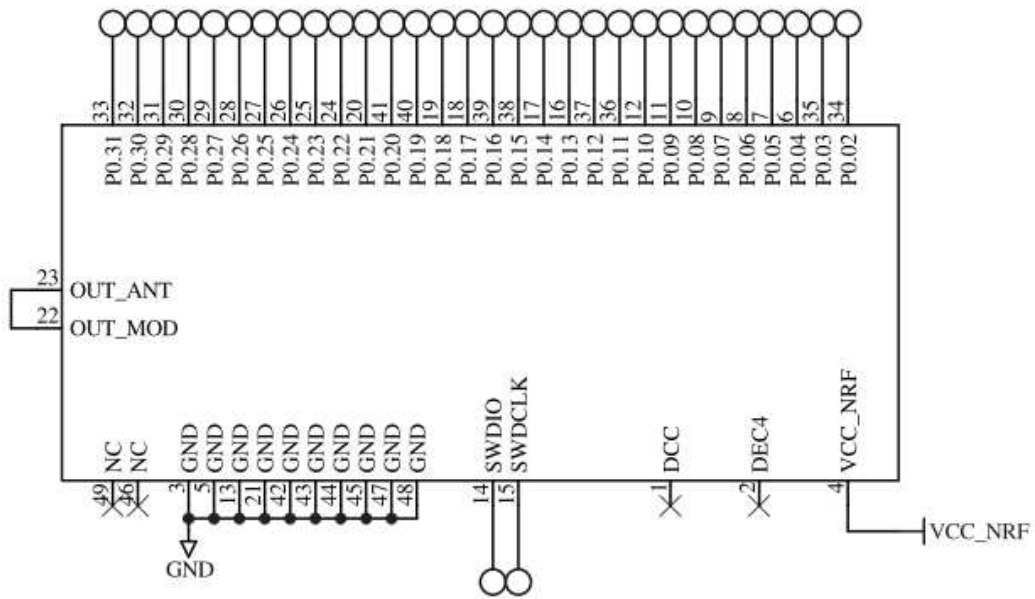 33 32 31 30 29 28 27 26 25 24 20 41 40 19 18 39 38 17 16 37 36 12 11 10 9 8 7 6 35 34
P0.31 P0.30 P0.29 P0.28 P0.27 P0.26 P0.25 P0.24 P0.23 P0.22 P0.21 P0.20 P0.19 P0.18 P0.17 P0.16 P0.15 P0.14 P0.13 P0.12 P0.11 P0.10 P0.09 P0.08 P0.07 P0.06 P0.05 P0.04 P0.03 P0.02
23
OUT_ANT
22
OUT_MOD
NC NC GND GND GND GND GND GND GND GND GND GND SWDIO SWDCLK DCC DEC4 VCC_NRF
49 46 3 5 13 21 42 43 44 45 47 48 14 15 1 2 4
VCC_NRF
GND